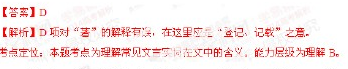 【答案】D
【解析】D 项对“著”的解释有误，在这里应是“登记，记载”之意。
考点定位：本题考点为理解常见文言实词在文中的含义，能力层级为理解 B。